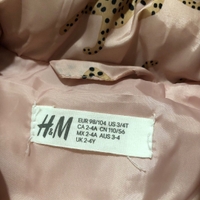 H&M
EUR 98/104 US 3/4T
CA 2-4A CN 110/56
MX 2-4A AUS 3-4
UK 2-4Y